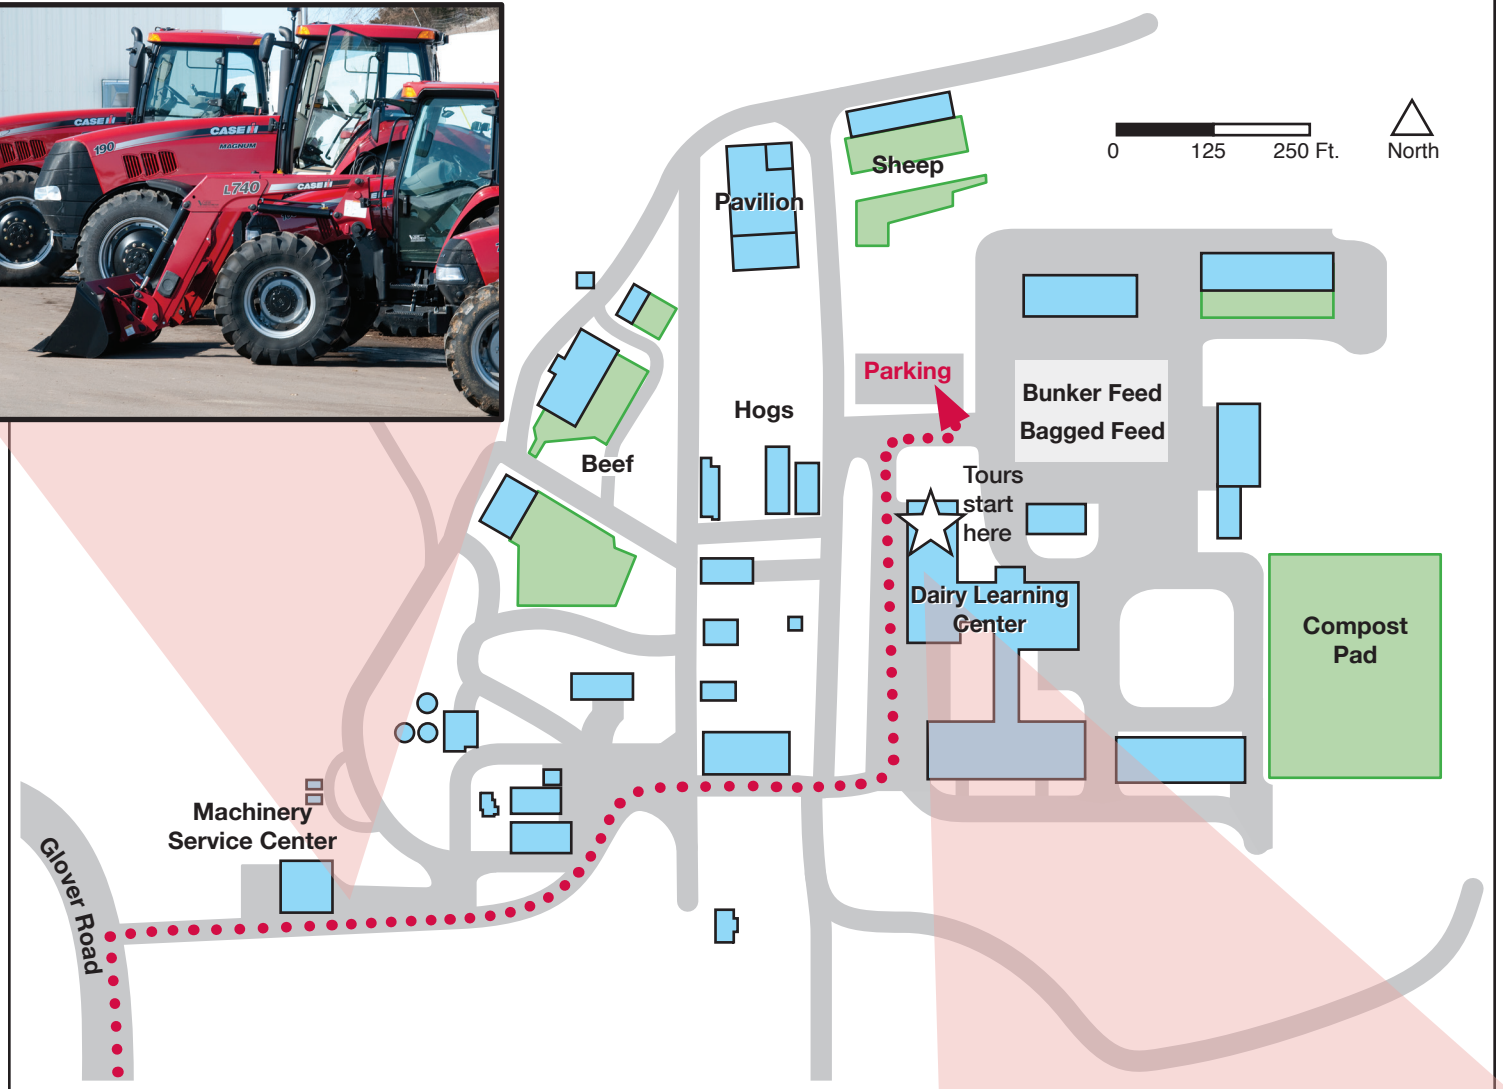 CASE IH
190
CASE IH
MAGNUM
L740
CASE IH
Sheep
0 125 250 Ft.
North
Pavilion
Parking
Bunker Feed
Bagged Feed
Hogs
Beef
Tours
start
here
Dairy Learning
Center
Compost
Pad
Machinery
Service Center
Glover Road